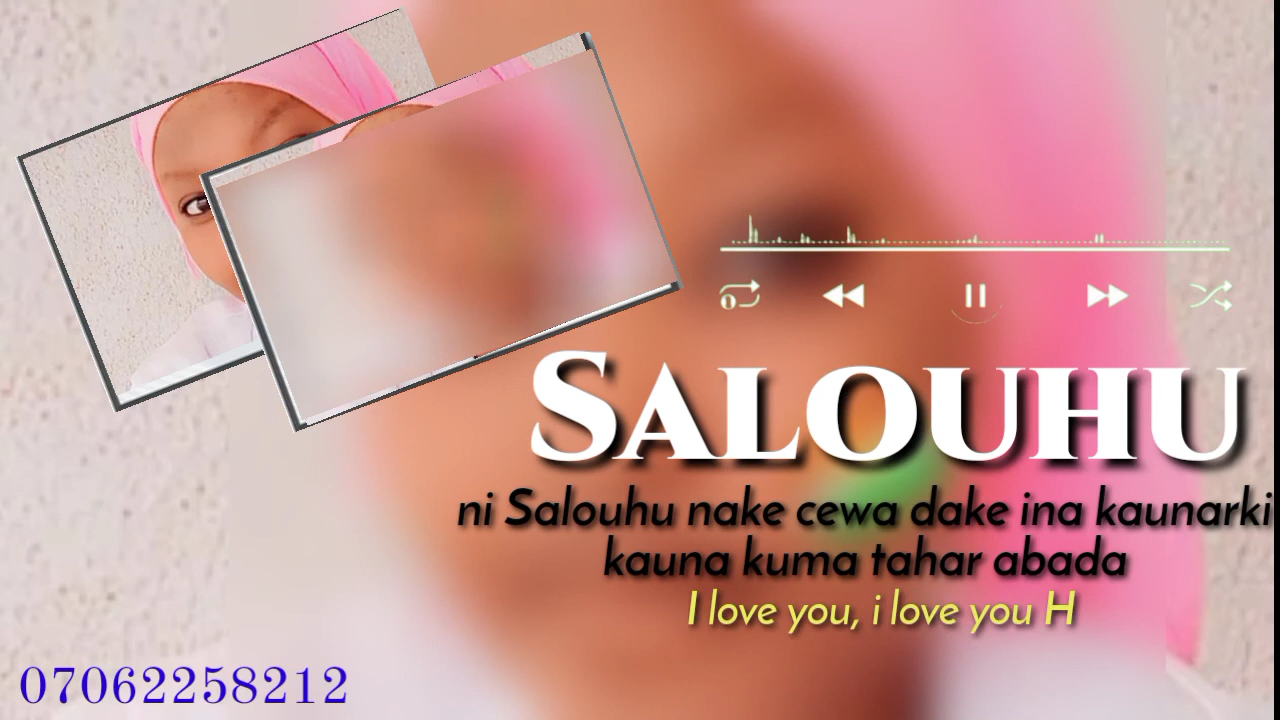 SALOUHU
ni Salouhu nake cewa dake ina kaunarki
kauna kuma tahar abada
I love you, i love you H
07062258212